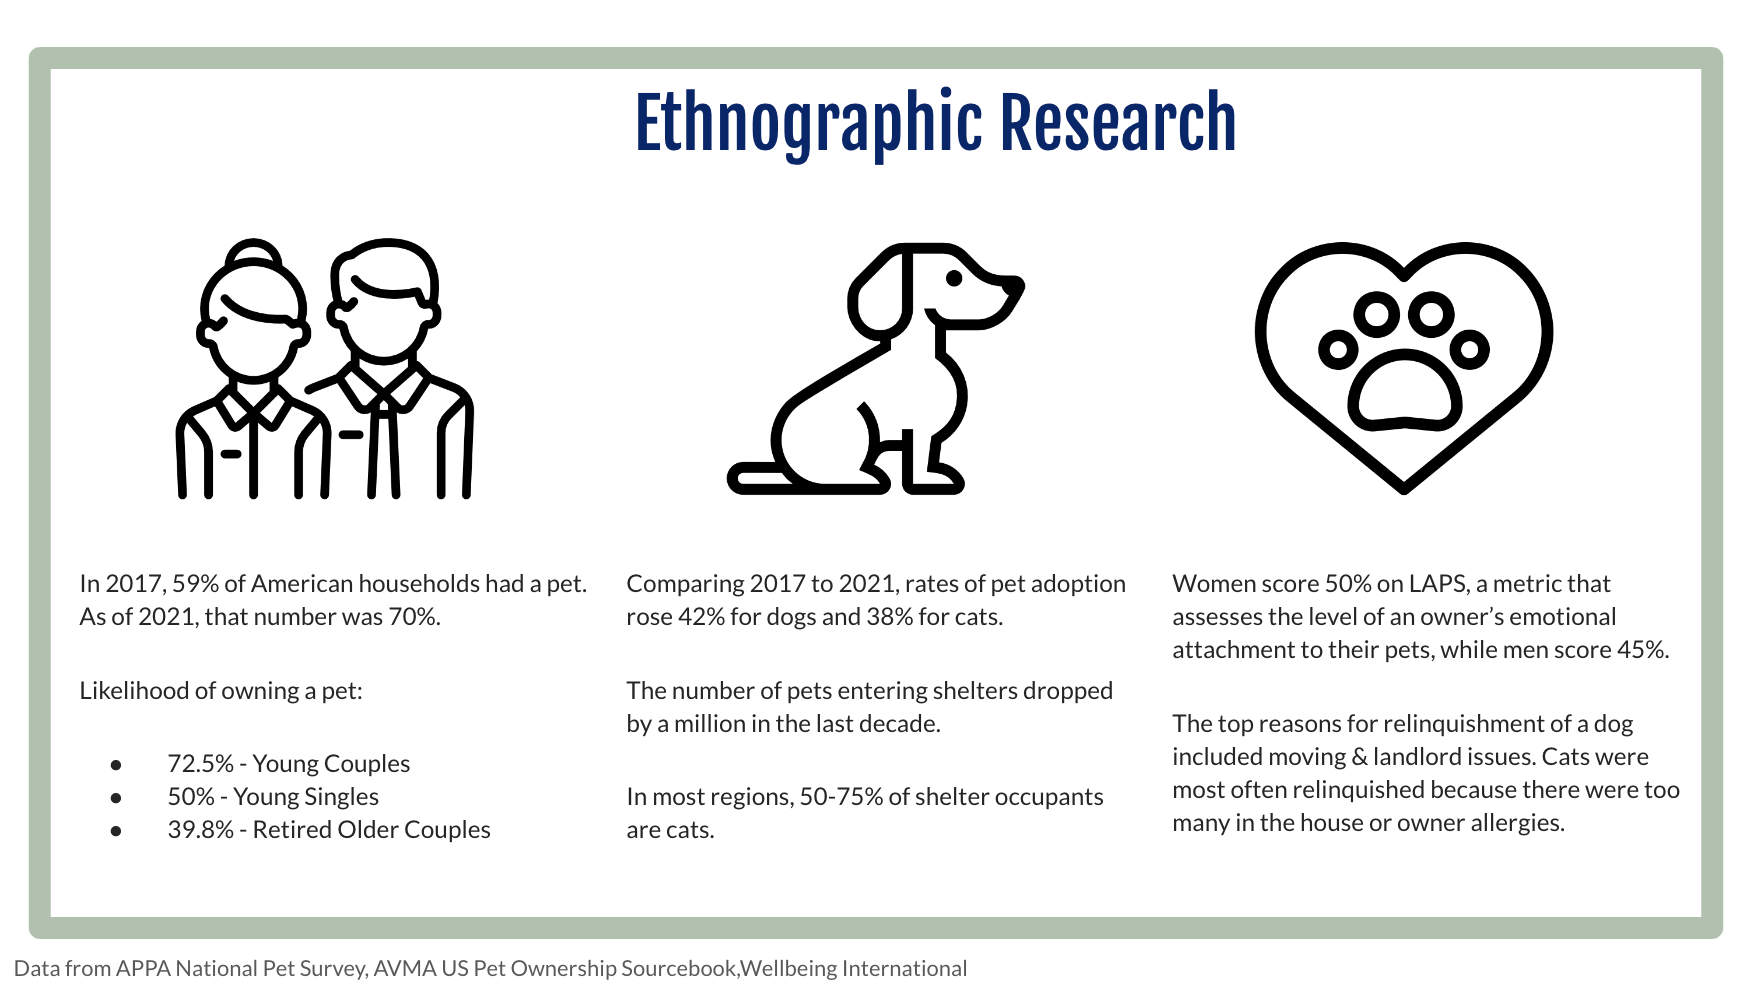 Ethnographic Research
In 2017, 59% of American households had a pet.
As of 2021, that number was 70%.
Likelihood of owning a pet:
● 72.5% - Young Couples
● 50% - Young Singles
● 39.8% - Retired Older Couples
Comparing 2017 to 2021, rates of pet adoption
rose 42% for dogs and 38% for cats.
The number of pets entering shelters dropped
by a million in the last decade.
In most regions, 50-75% of shelter occupants
are cats.
Women score 50% on LAPS, a metric that
assesses the level of an owner’s emotional
attachment to their pets, while men score 45%.
The top reasons for relinquishment of a dog
included moving & landlord issues. Cats were
most often relinquished because there were too
many in the house or owner allergies.
Data from APPA National Pet Survey, AVMA US Pet Ownership Sourcebook,Wellbeing International